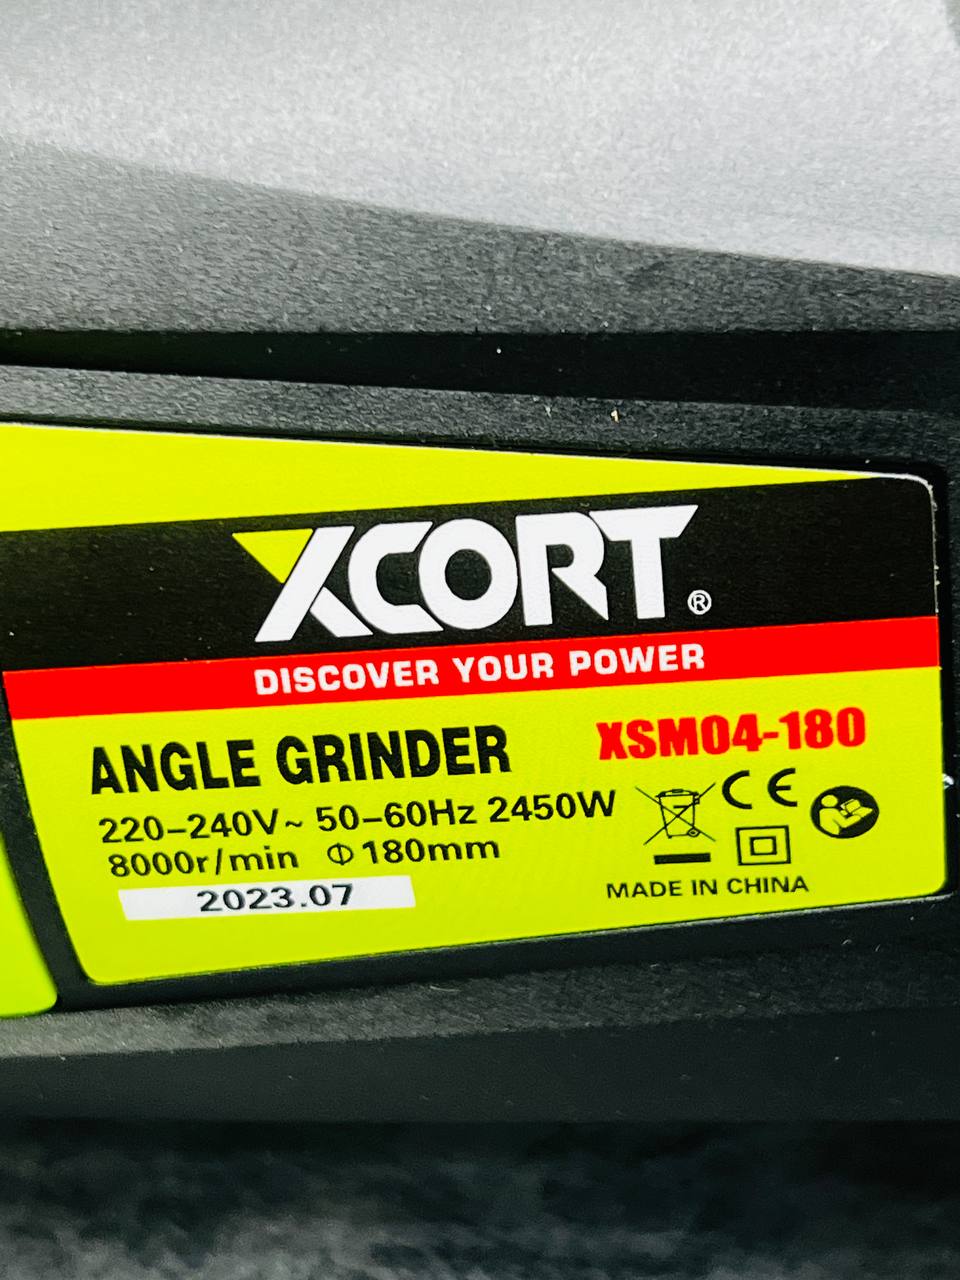 XCORT®
DISCOVER YOUR POWER
ANGLE GRINDER XSM04-180
220-240V~ 50-60Hz 2450W
8000r/min Φ180mm
CE
2023.07
MADE IN CHINA